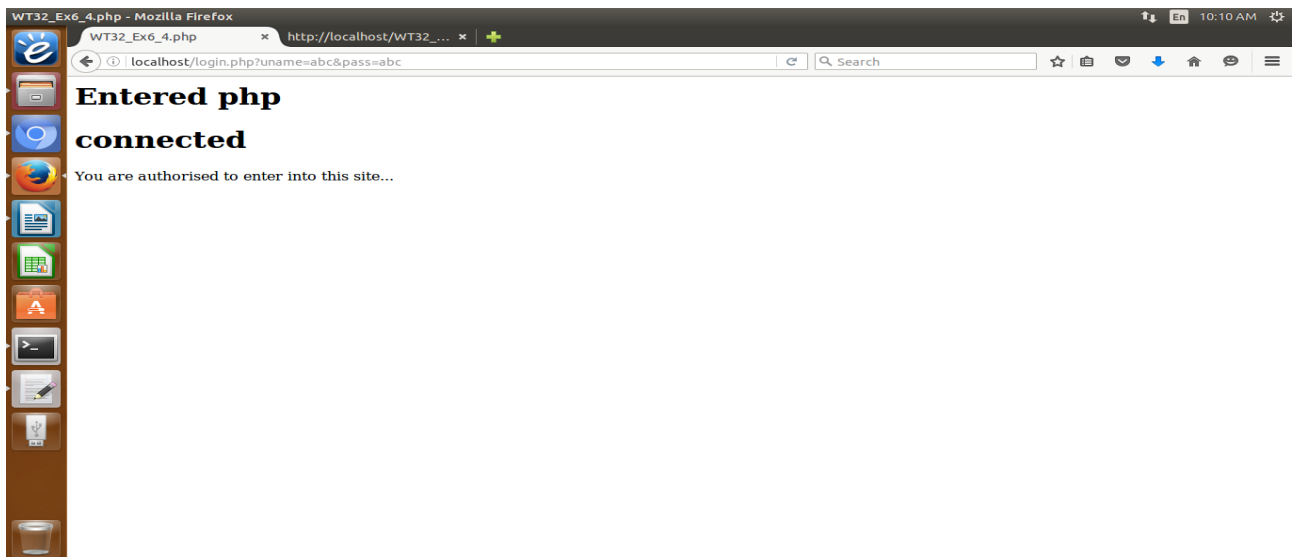 WT32_Ex6_4.php - Mozilla Firefox
En 10:10 AM
WT32_Ex6_4.php × http://localhost/WT32_... ×
localhost/login.php?uname=abc&pass=abc
Search
Entered php
connected
You are authorised to enter into this site...